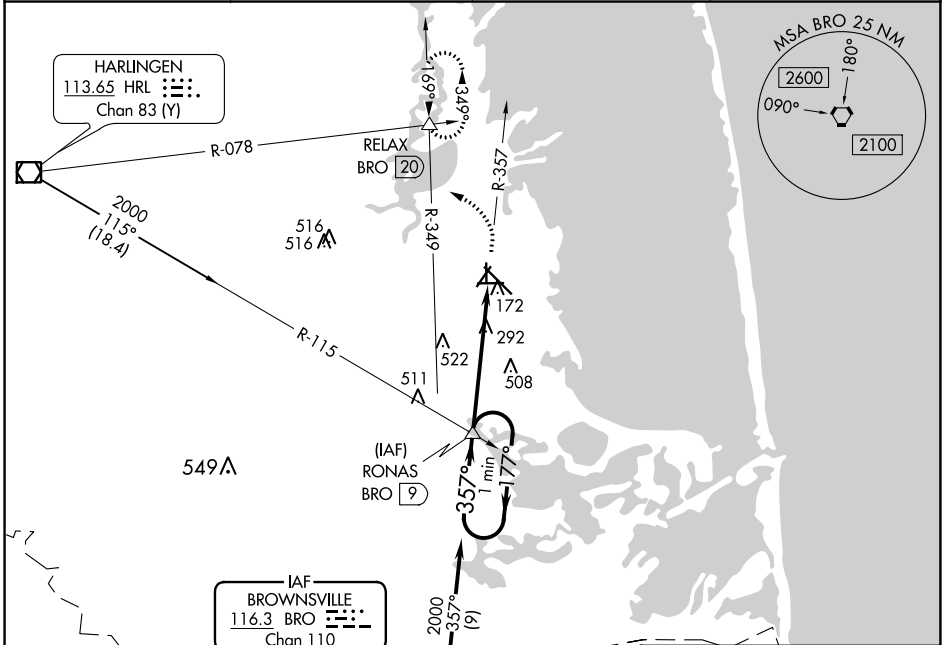 HARLINGEN
113.65 HRL
Chan 83 (Y)
MSA BRO 25 NM
180°
2600
090°
2100
169°
349°
R-078
RELAX
BRO 20
R-357
R-349
2000
115°
(18.4)
516
516
172
292
R-115
522
508
511
(IAF)
RONAS
BRO 9
549
357°
1 min
177°
IAF
BROWNSVILLE
116.3 BRO
Chan 110
2000
357°
(9)